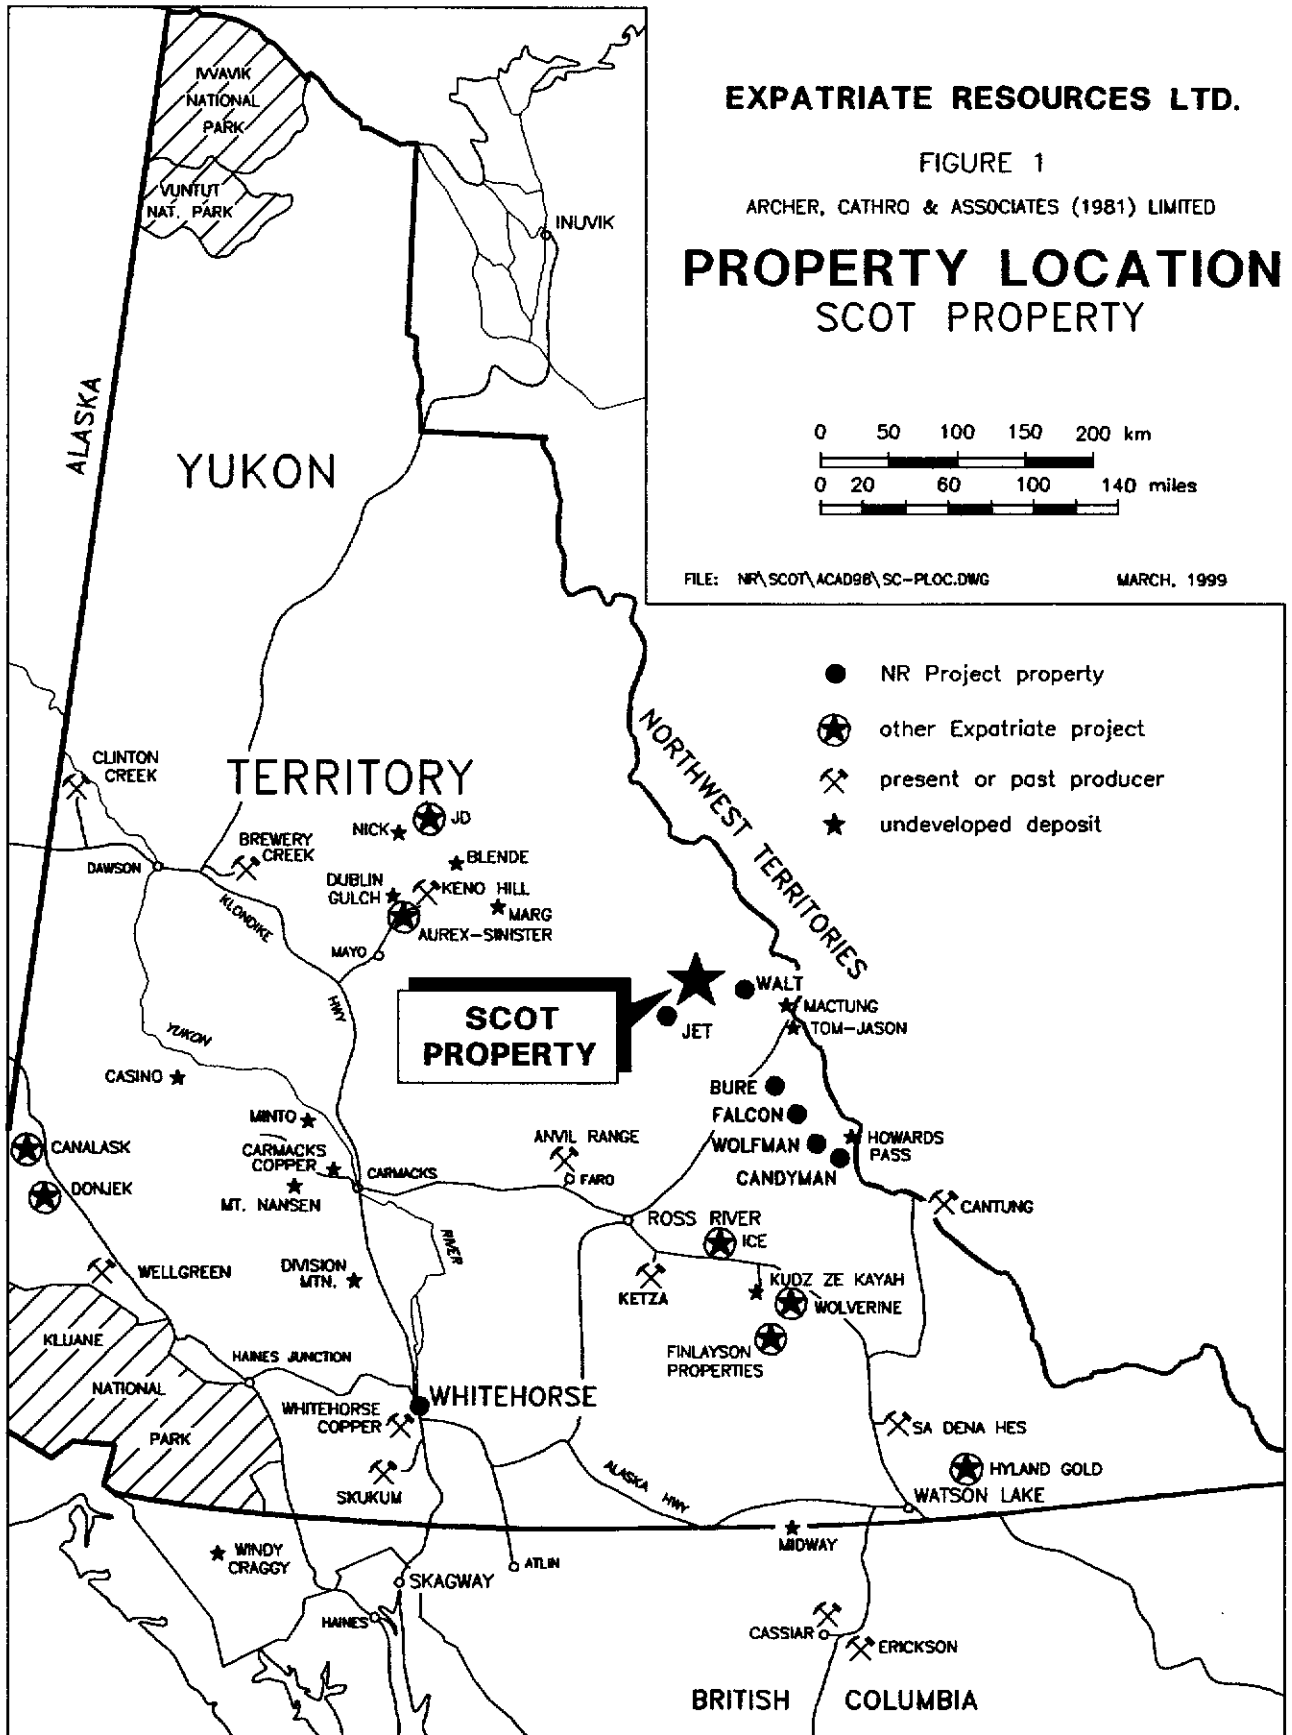 EXPATRIATE RESOURCES LTD.
FIGURE 1
ARCHER, CATHRO & ASSOCIATES (1981) LIMITED
PROPERTY LOCATION
SCOT PROPERTY
0 50 100 150 200 km
0 20 60 100 140 miles
FILE: NR\SCOT\ACAD98\SC-PLOC.DWG MARCH, 1999
NR Project property
other Expatriate project
present or past producer
undeveloped deposit
IVVAVIK
NATIONAL
PARK
VUNTUT
NAT. PARK
INUVIK
ALASKA
YUKON
TERRITORY
NORTHWEST TERRITORIES
CLINTON
CREEK
DAWSON
BREWERY
CREEK
NICK
JD
BLENDE
DUBLIN
GULCH
KENO HILL
MARG
AUREX-SINISTER
MAYO
KLONDIKE
HWY
SCOT
PROPERTY
WALT
MACTUNG
TOM-JASON
JET
YUKON
RIVER
CASINO
MINTO
CARMACKS
COPPER
CARMACKS
MT. NANSEN
BURE
FALCON
WOLFMAN
CANDYMAN
HOWARDS
PASS
CANTUNG
ANVIL RANGE
FARO
CANALASK
DONJEK
ROSS RIVER
ICE
WELLGREEN
DIVISION
MTN.
KETZA
KUDZ ZE KAYAH
WOLVERINE
FINLAYSON
PROPERTIES
KLUANE
NATIONAL
PARK
HAINES JUNCTION
WHITEHORSE
WHITEHORSE
COPPER
SKUKUM
SA DENA HES
HYLAND GOLD
ALASKA HWY
WATSON LAKE
MIDWAY
WINDY
CRAGGY
ATLIN
SKAGWAY
HAINES
CASSIAR
ERICKSON
BRITISH COLUMBIA